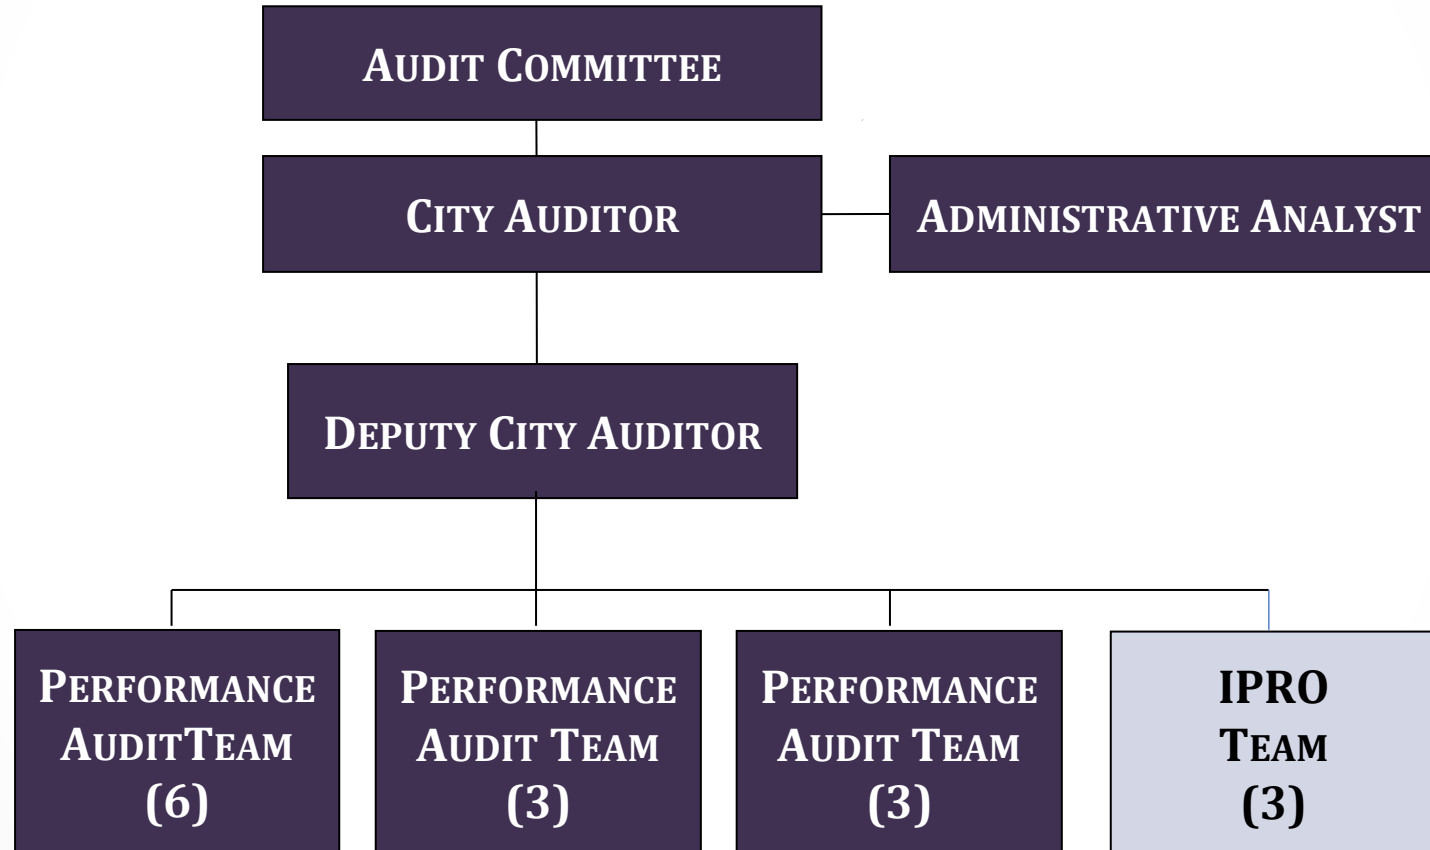 AUDIT COMMITTEE
CITY AUDITOR
ADMINISTRATIVE ANALYST
DEPUTY CITY AUDITOR
PERFORMANCE
AUDITTEAM
(6)
PERFORMANCE
AUDIT TEAM
(3)
PERFORMANCE
AUDIT TEAM
(3)
IPRO
TEAM
(3)